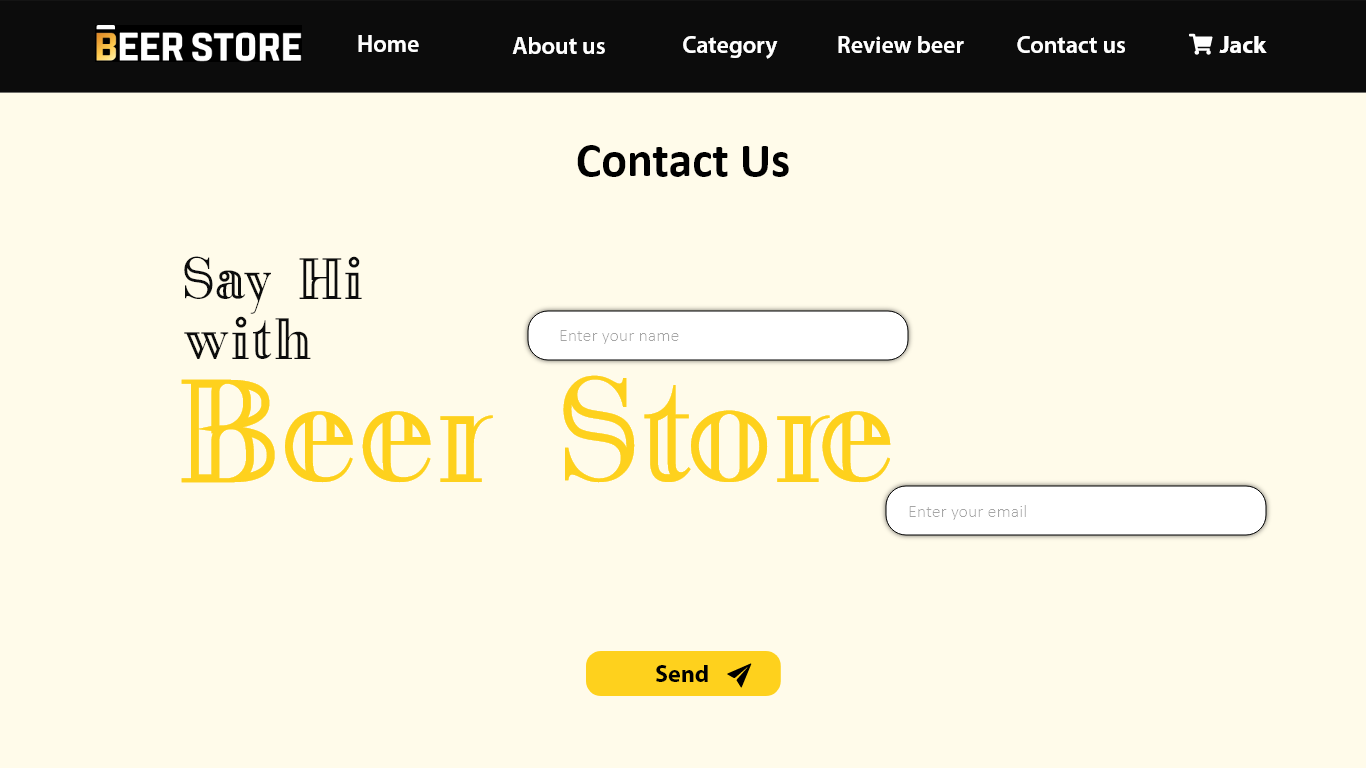 BEER STORE Home About us Category Review beer Contact us Jack
Contact Us
Say Hi
with
Enter your name
Beer Store
Enter your email
Send